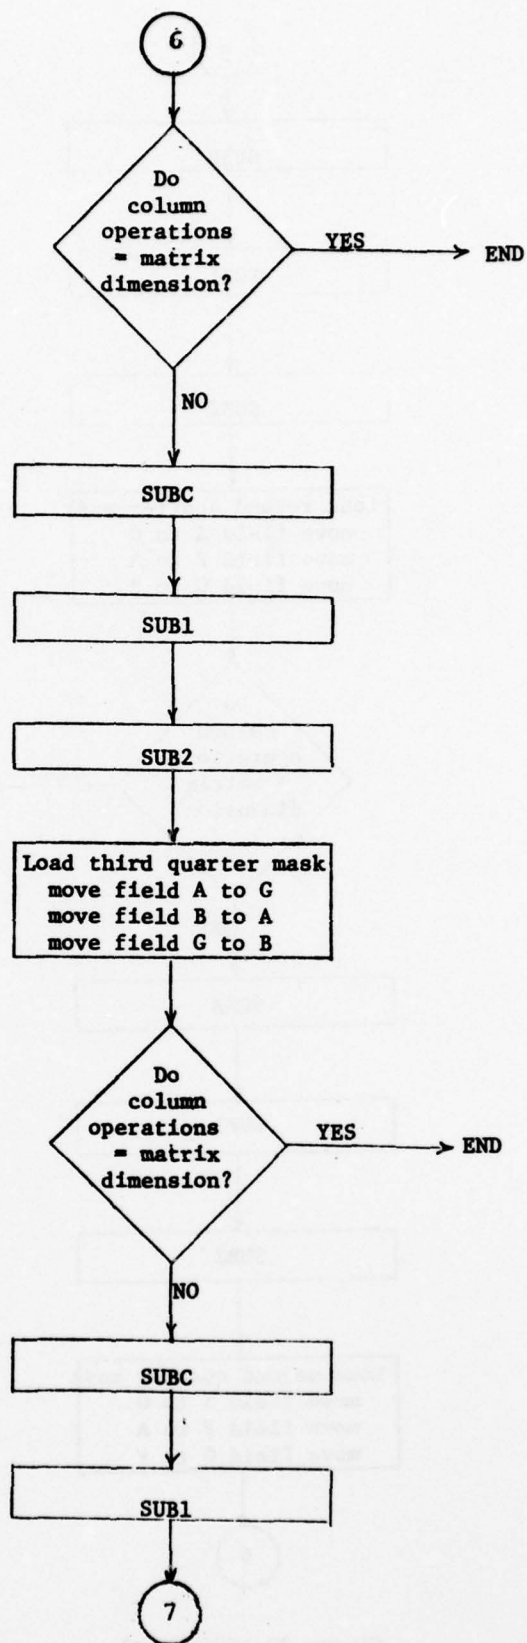 6
Do
column
operations
= matrix
dimension?
YES
END
NO
SUBC
SUB1
SUB2
Load third quarter mask
move field A to G
move field B to A
move field G to B
Do
column
operations
= matrix
dimension?
YES
END
NO
SUBC
SUB1
7